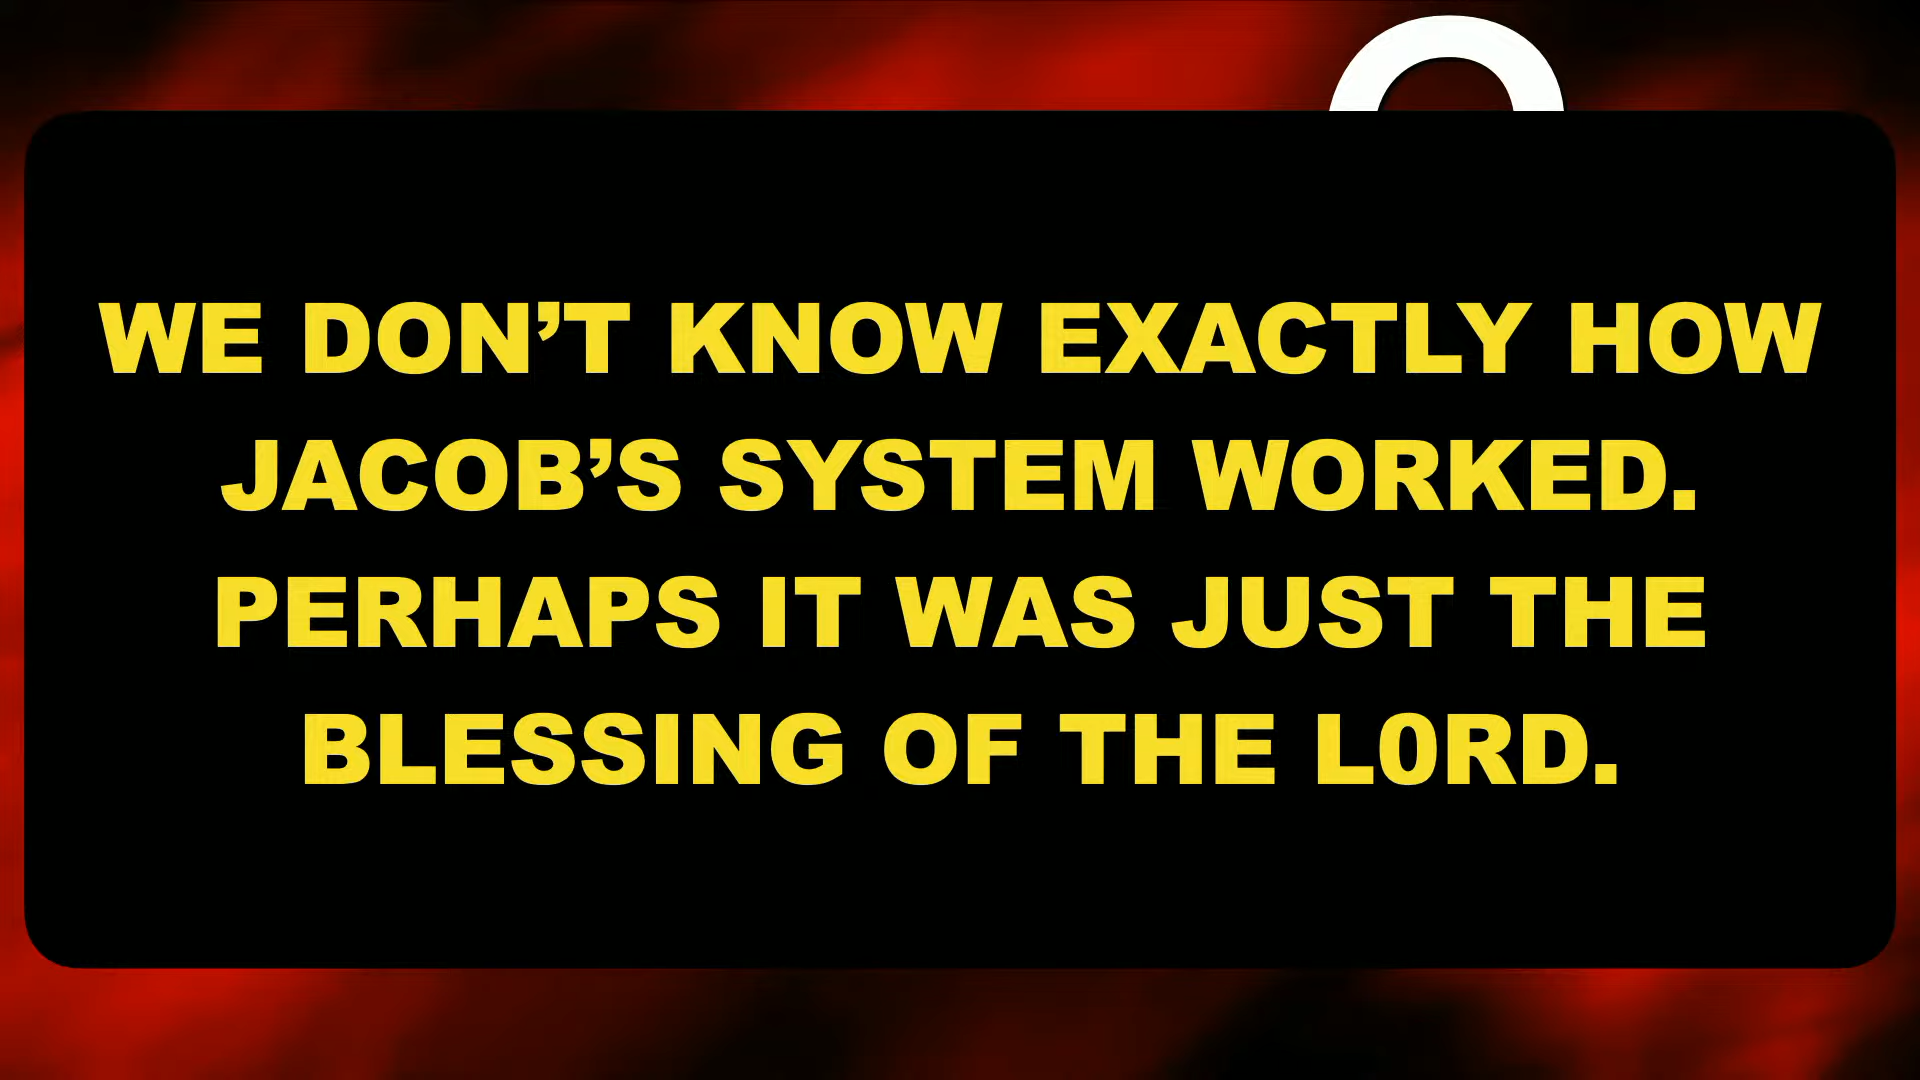 WE DON’T KNOW EXACTLY HOW
JACOB’S SYSTEM WORKED.
PERHAPS IT WAS JUST THE
BLESSING OF THE L0RD.